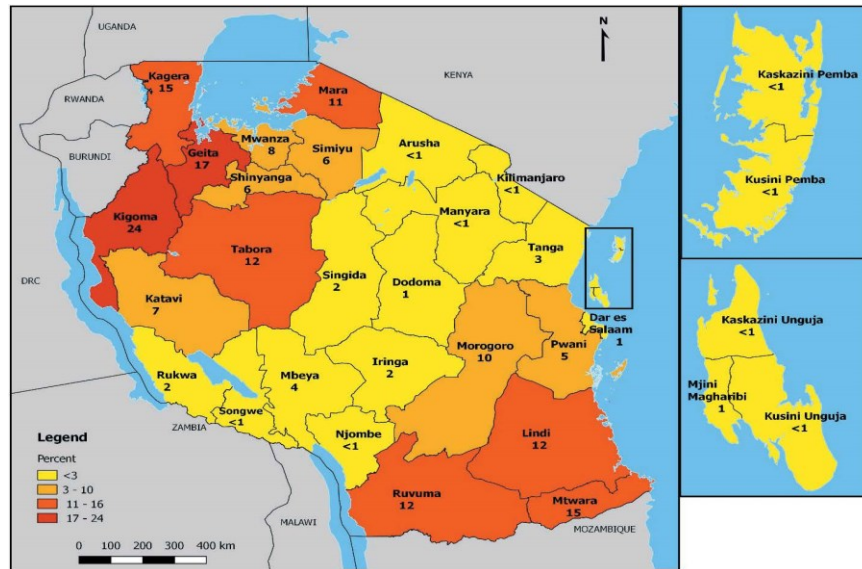 UGANDA
N
KENYA
RWANDA
BURUNDI
DRC
ZAMBIA
MALAWI
MOZAMBIQUE
Kagera
15
Mara
11
Geita
17
Mwanza
8
Simiyu
6
Shinyanga
6
Arusha
<1
Kilimanjaro
<1
Kigoma
24
Tabora
12
Manyara
<1
Tanga
3
Singida
2
Dodoma
1
Katavi
7
Dar es
Salaam
1
Morogoro
10
Pwani
5
Rukwa
2
Mbeya
4
Iringa
2
Songwe
<1
Njombe
<1
Lindi
12
Ruvuma
12
Mtwara
15
Legend
Percent
<3
3 - 10
11 - 16
17 - 24
0 100 200 300 400 km
Kaskazini Pemba
<1
Kusini Pemba
<1
Kaskazini Unguja
<1
Mjini
Magharibi
1
Kusini Unguja
<1